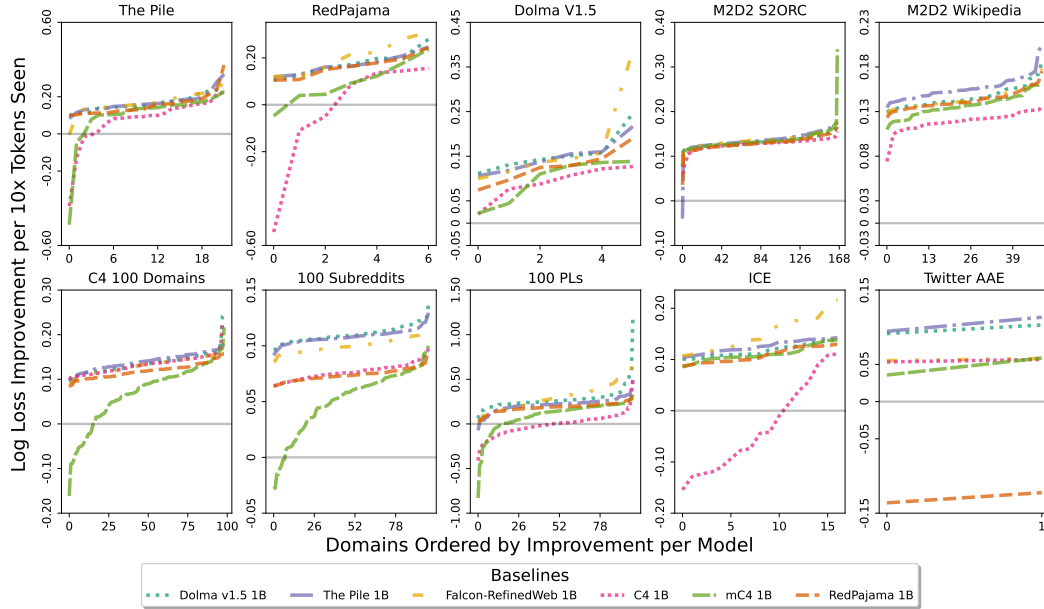 The Pile
RedPajama
Dolma V1.5
M2D2 S2ORC
M2D2 Wikipedia
Log Loss Improvement per 10x Tokens Seen
0.60
0.20
0
-0.20
-0.60
0 6 12 18
0.20
0
-0.20
-0.60
0 2 4 6
0.45
0.35
0.25
0.15
0.05
0
-0.05
0 2 4
0.40
0.20
0.10
0
-0.10
0 42 84 126 168
0.23
0.20
0.18
0.13
0.08
0.03
0
-0.03
0 13 26 39
C4 100 Domains
100 Subreddits
100 PLs
ICE
Twitter AAE
0.30
0.20
0.10
0
-0.10
-0.20
0 25 50 75 100
0.15
0.10
0.05
0
-0.05
0 26 52 78
1.50
1.00
0.50
0
-0.50
-1.00
0 26 52 78
0.20
0.10
0
-0.10
-0.20
0 5 10 15
0.15
0.05
0
-0.05
-0.15
0 1
Domains Ordered by Improvement per Model
Baselines
Dolma v1.5 1B The Pile 1B Falcon-RefinedWeb 1B C4 1B mC4 1B RedPajama 1B